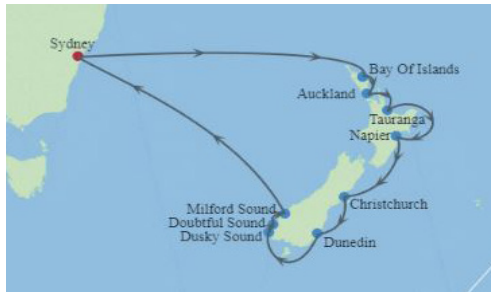 Sydney
Bay Of Islands
Auckland
Tauranga
Napier
Christchurch
Milford Sound
Doubtful Sound
Dusky Sound
Dunedin